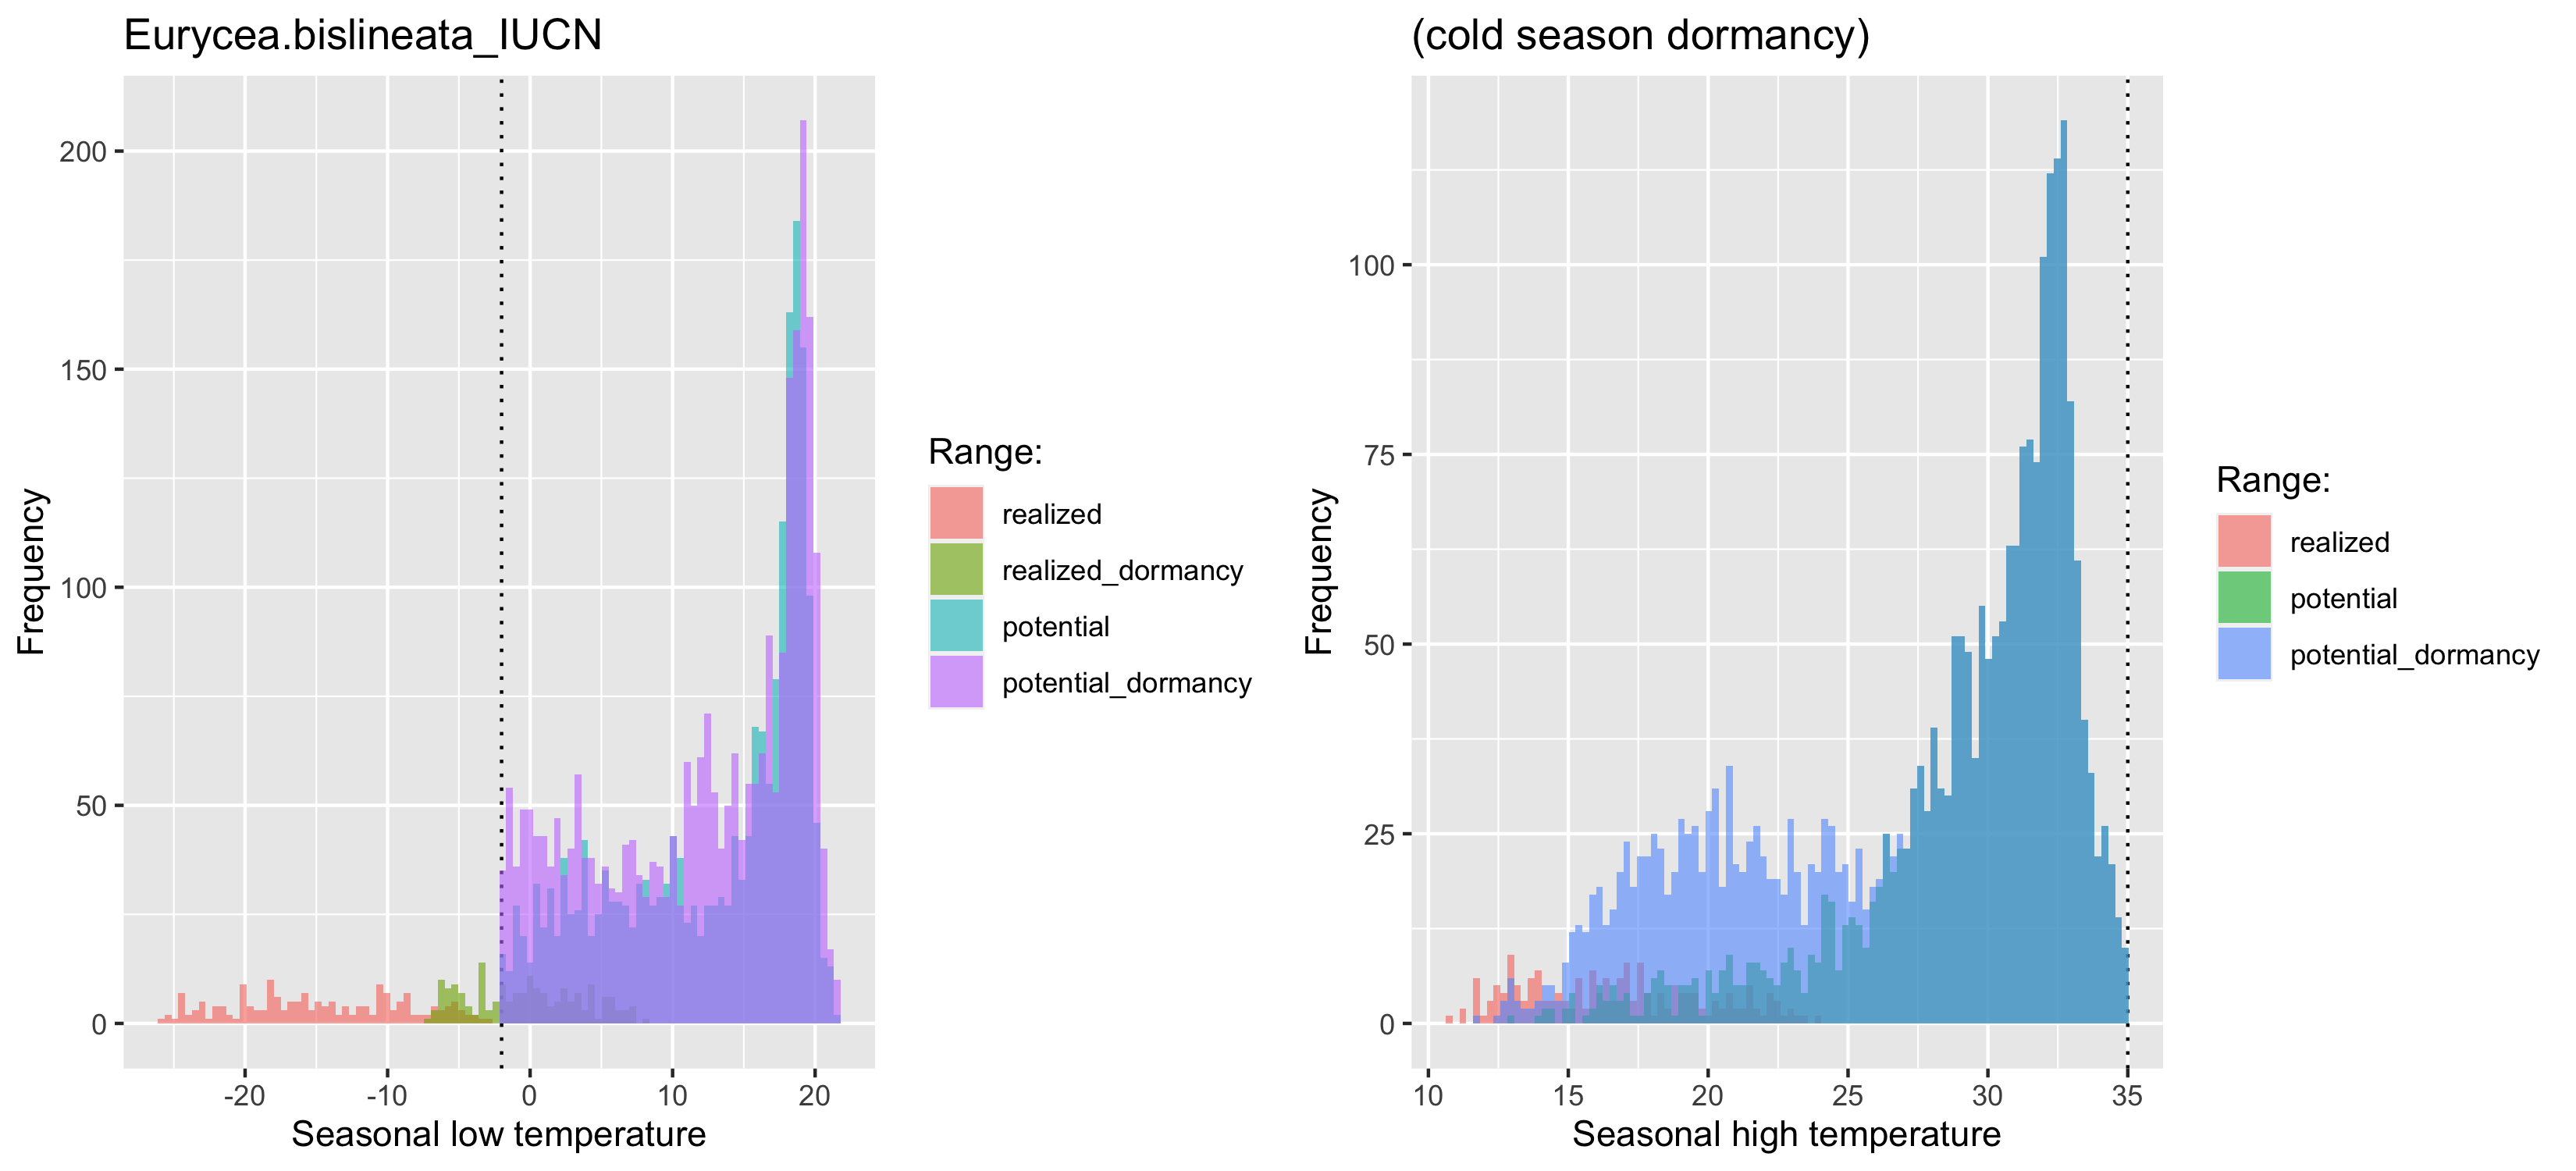 Eurycea.bislineata_IUCN
Frequency
200
150
100
50
0
-20 -10 0 10 20
Seasonal low temperature
Range:
realized
realized_dormancy
potential
potential_dormancy
(cold season dormancy)
Frequency
100
75
50
25
0
10 15 20 25 30 35
Seasonal high temperature
Range:
realized
potential
potential_dormancy